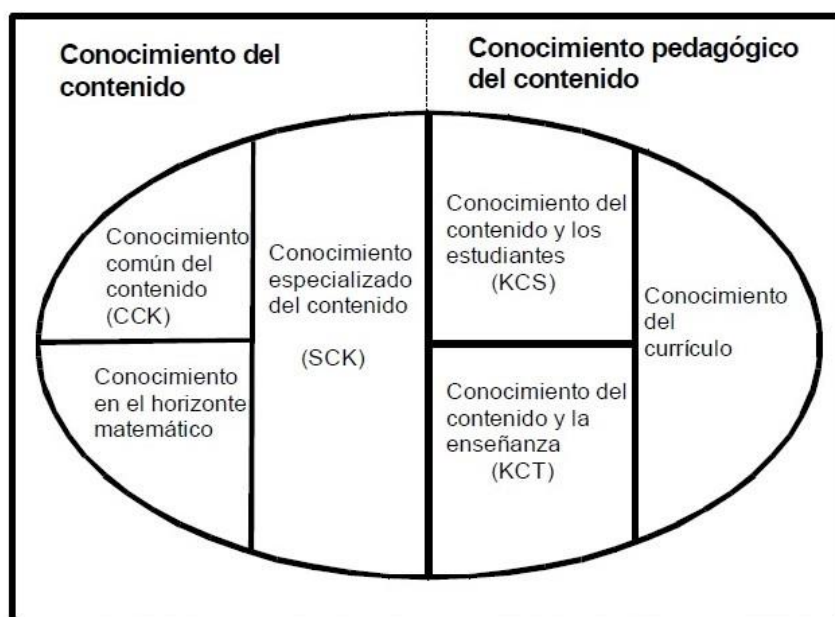 Conocimiento del
contenido
Conocimiento pedagógico
del contenido
Conocimiento
común del
contenido
(CCK)
Conocimiento
en el horizonte
matemático
Conocimiento
especializado
del contenido
(SCK)
Conocimiento del
contenido y los
estudiantes
(KCS)
Conocimiento del
contenido y la
enseñanza
(KCT)
Conocimiento
del
currículo